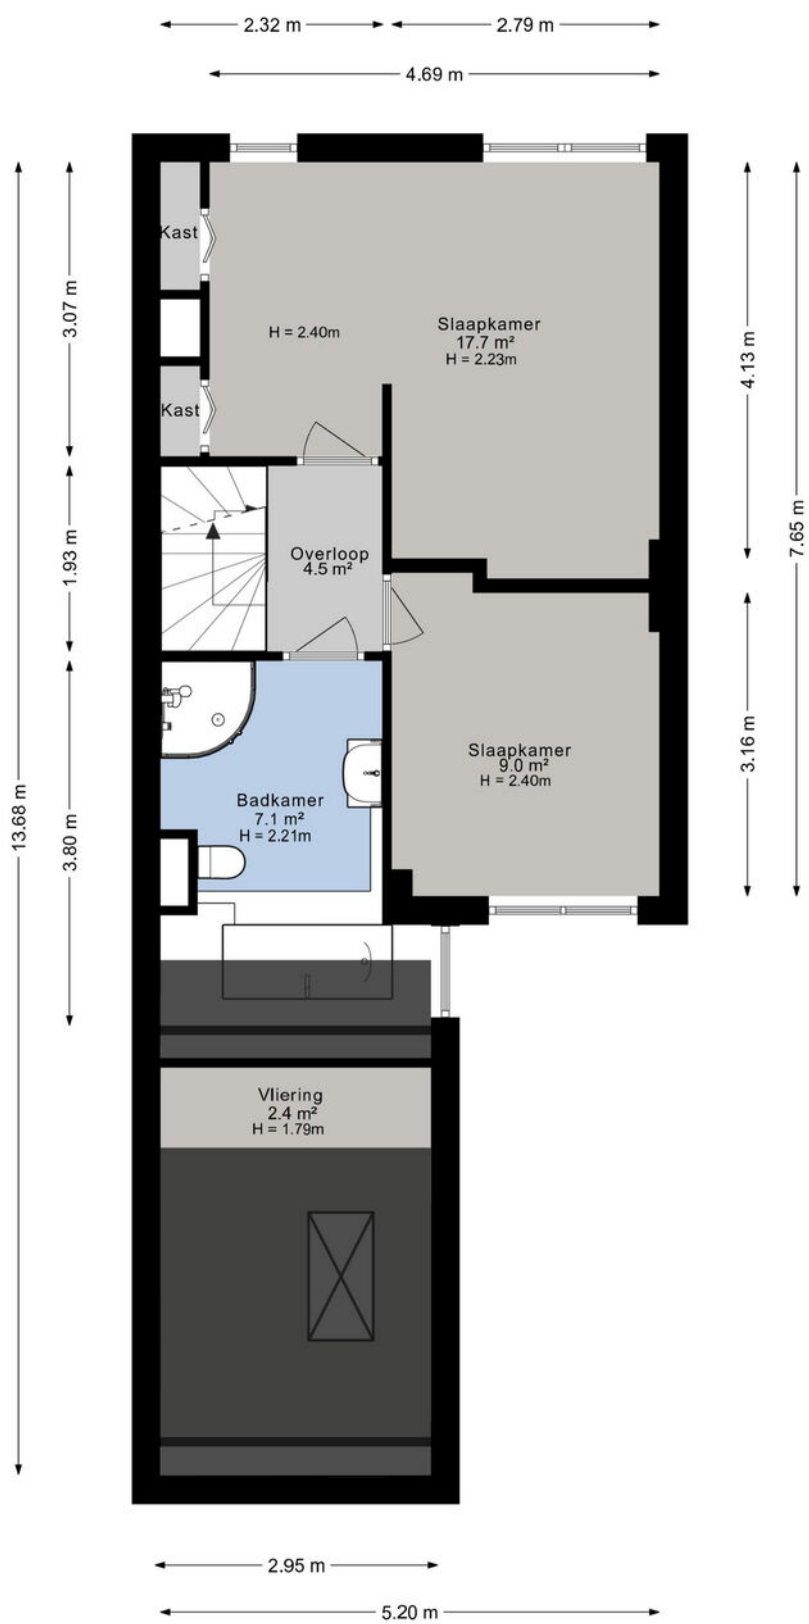 2.32 m
2.79 m
4.69 m
Kast
3.07 m
H = 2.40m
Slaapkamer
17.7 m²
H = 2.23m
4.13 m
Kast
7.65 m
1.93 m
Overloop
4.5 m²
13.68 m
3.80 m
Badkamer
7.1 m²
H = 2.21m
Slaapkamer
9.0 m²
H = 2.40m
3.16 m
Vliering
2.4 m²
H = 1.79m
2.95 m
5.20 m